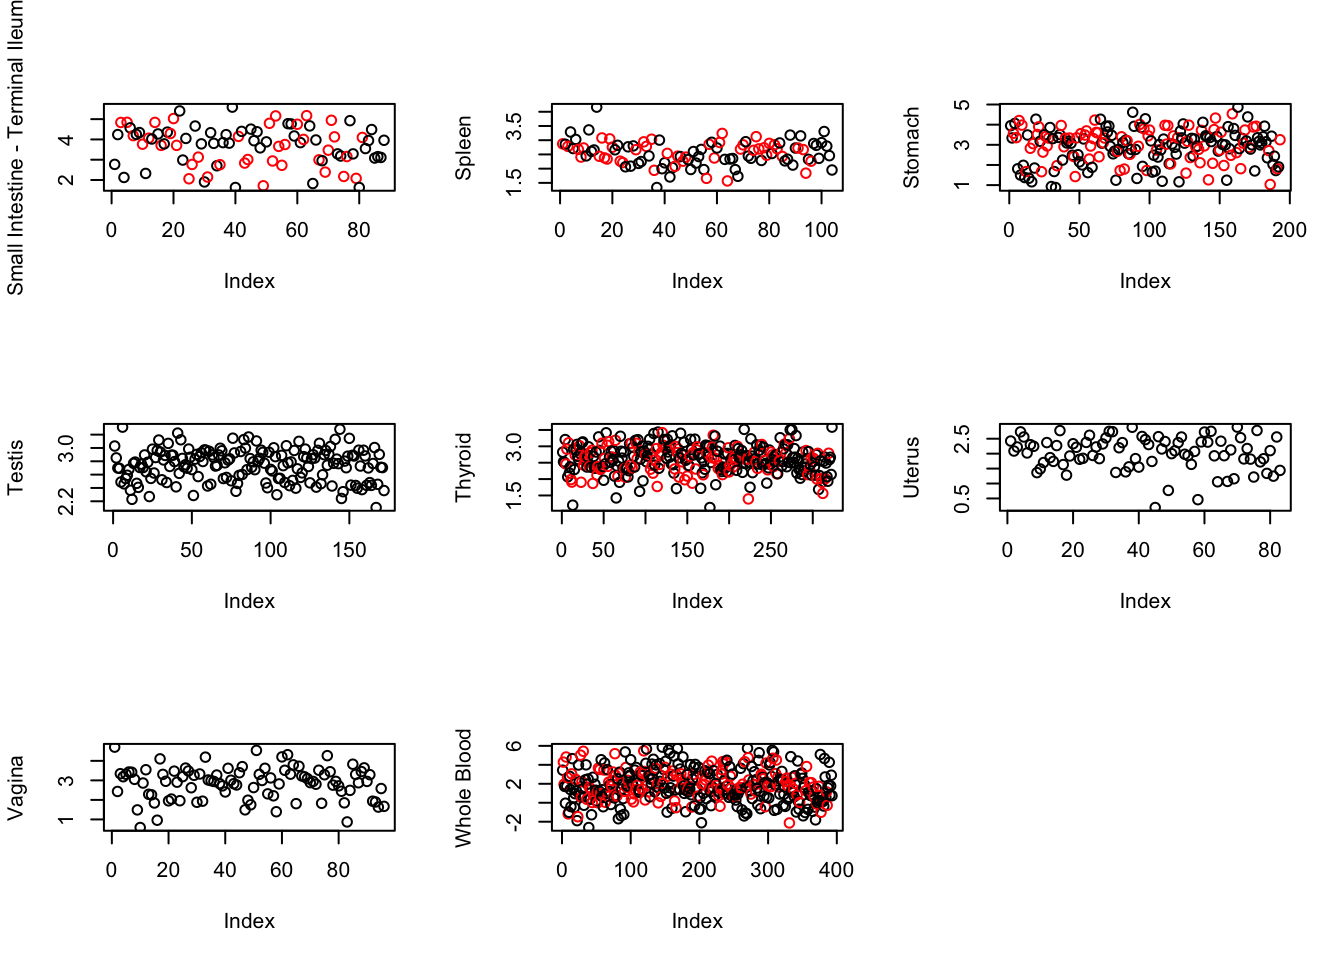 Small Intestine - Terminal Ileum
2 4
0 20 40 60 80
Index
Spleen
1.5 3.5
0 20 40 60 80 100
Index
Stomach
1 3 5
0 50 100 150 200
Index
Testis
2.2 3.0
0 50 100 150
Index
Thyroid
1.5 3.0
0 50 150 250
Index
Uterus
0.5 2.5
0 20 40 60 80
Index
Vagina
1 3
0 20 40 60 80
Index
Whole Blood
-2 2 6
0 100 200 300 400
Index